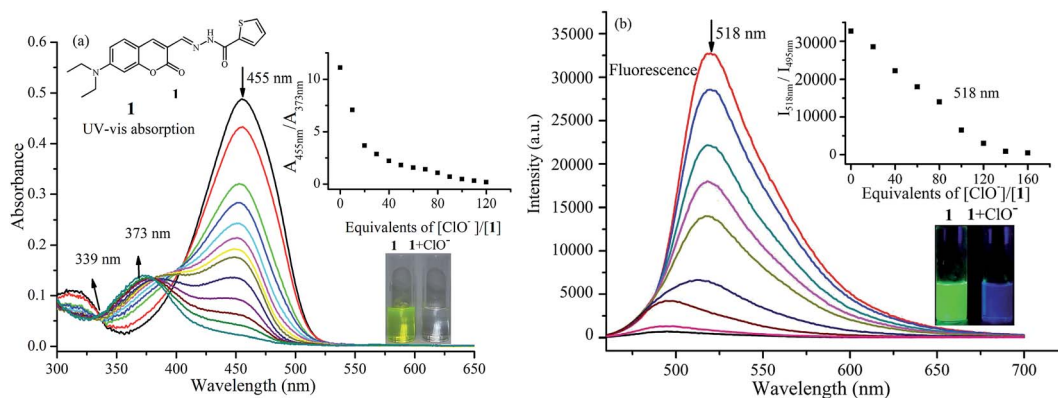 (a)
S
N
NH
O
N
O
O
1
1
UV-vis absorption
455 nm
373 nm
339 nm
Absorbance
0.6
0.5
0.4
0.3
0.2
0.1
0.0
300 350 400 450 500 550 600 650
Wavelength (nm)
A455nm/A373nm
10
5
0
0 20 40 60 80 100 120
Equivalents of [ClO⁻]/[1]
1 1+ClO⁻
(b)
518 nm
Fluorescence
Intensity (a.u.)
35000
30000
25000
20000
15000
10000
5000
0
500 550 600 650 700
Wavelength (nm)
I518nm / I495nm
30000
20000
10000
0
518 nm
0 40 80 120 160
Equivalents of [ClO⁻]/[1]
1 1+ClO⁻